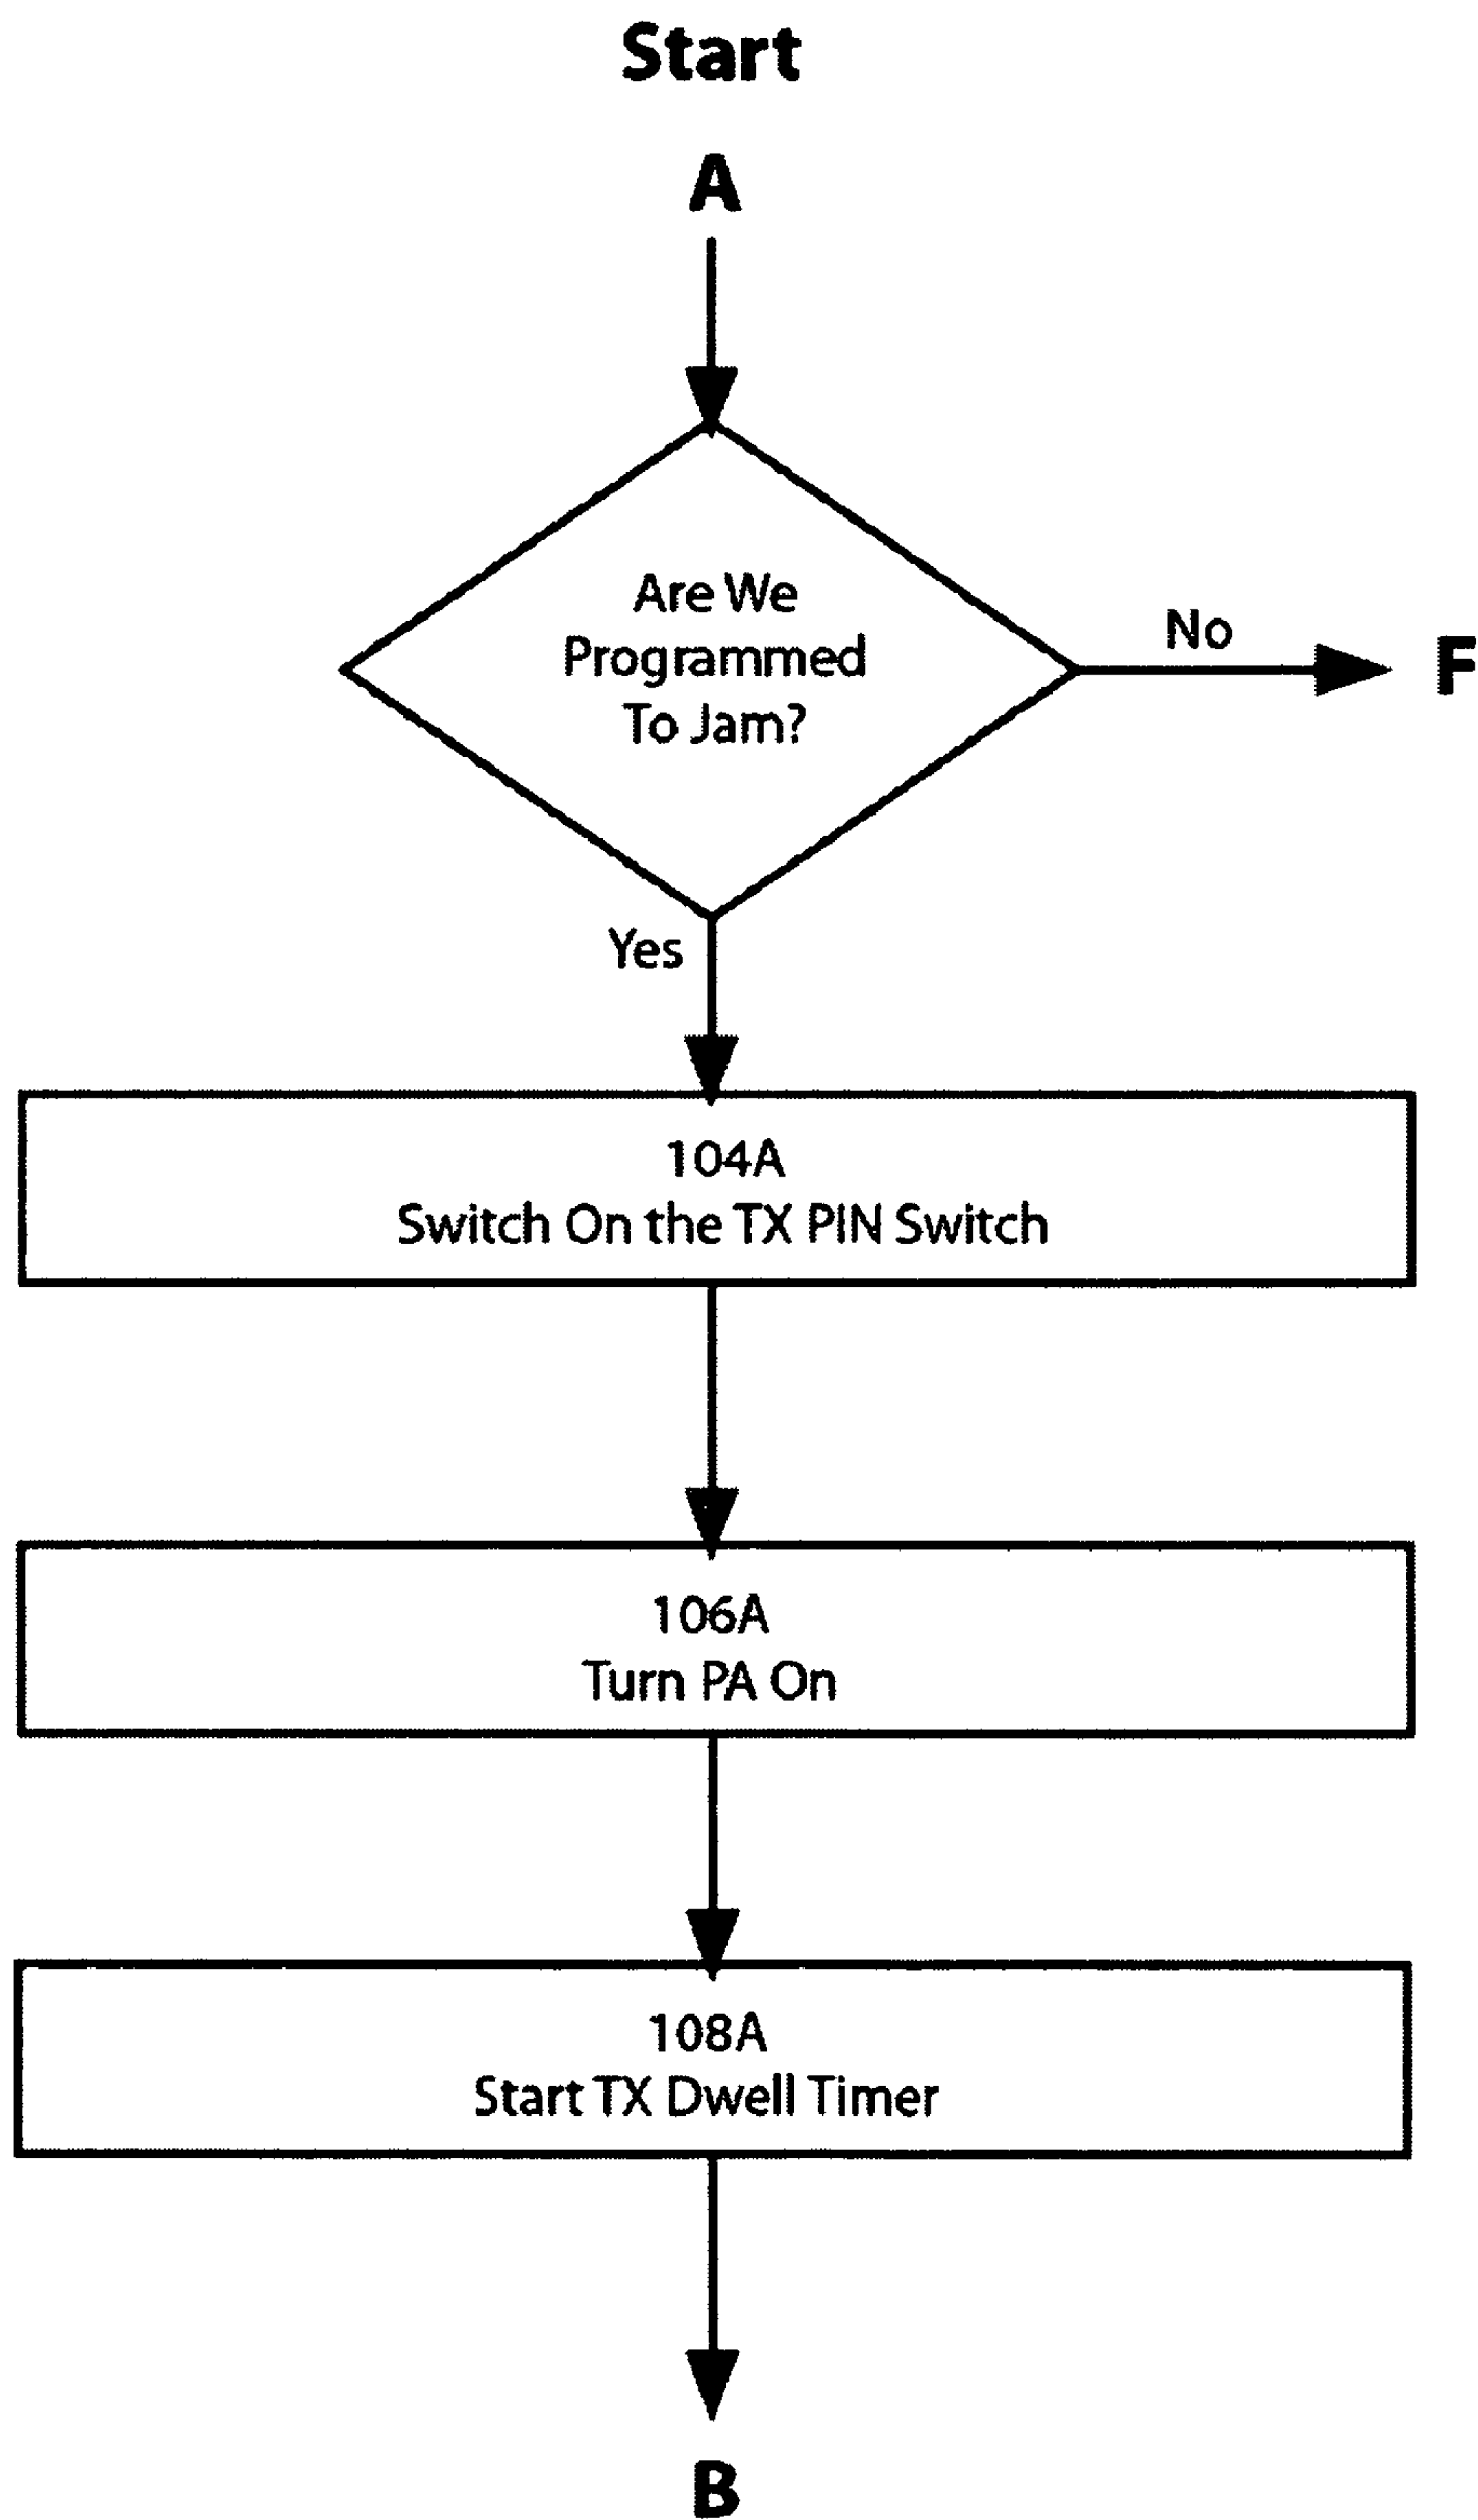 Start
A
Are We
Programmed
To Jam?
No
F
Yes
104A
Switch On the TX PIN Switch
106A
Turn PA On
108A
Start TX Dwell Timer
B